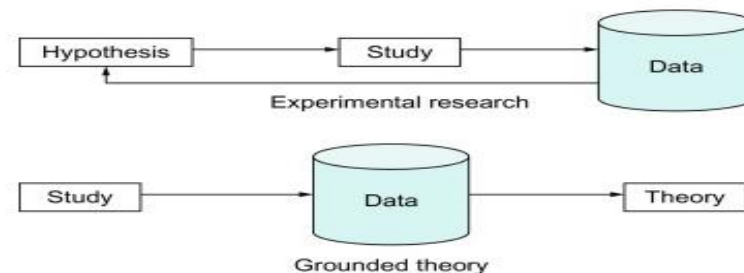 Hypothesis
Study
Data
Experimental research
Study
Data
Theory
Grounded theory